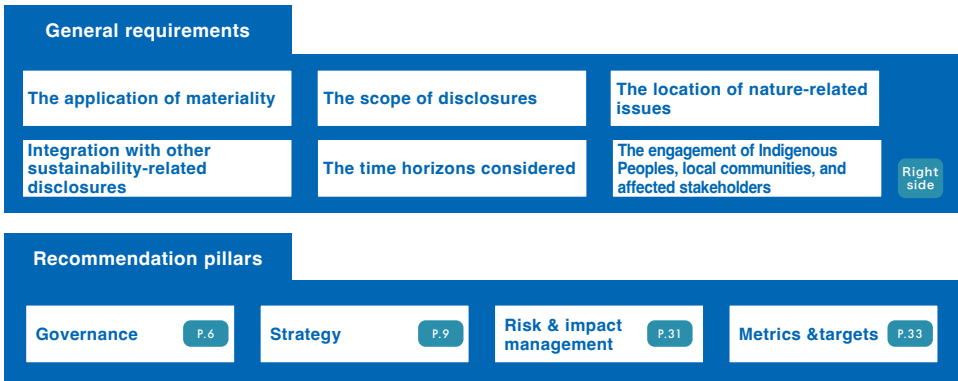 General requirements
The application of materiality
The scope of disclosures
The location of nature-related
issues
Integration with other
sustainability-related
disclosures
The time horizons considered
The engagement of Indigenous
Peoples, local communities, and
affected stakeholders
Right
side
Recommendation pillars
Governance
P.6
Strategy
P.9
Risk & impact
management
P.31
Metrics &targets
P.33